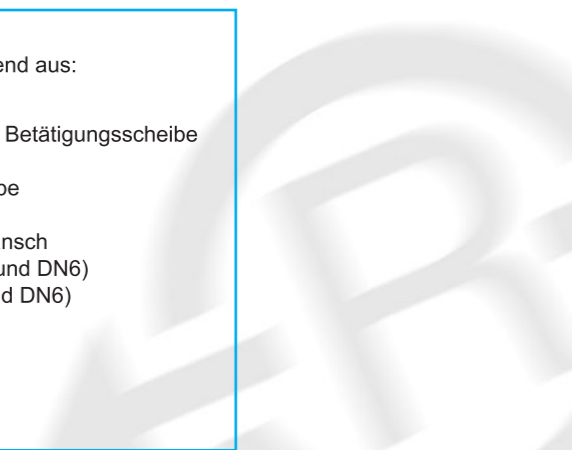 end aus:
Betätigungsscheibe
be
nsch
und DN6)
d DN6)